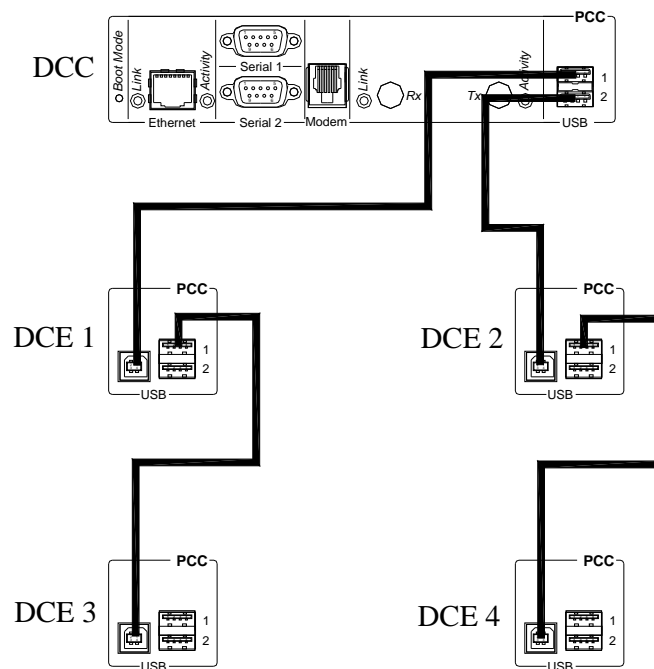 PCC
DCC
Boot Mode
Link
Activity
Ethernet
Serial 1
Serial 2
Modem
Link
Rx
Tx
Activity
1
2
USB
PCC
DCE 1
1
2
USB
PCC
DCE 2
1
2
USB
PCC
DCE 3
1
2
USB
PCC
DCE 4
1
2
USB